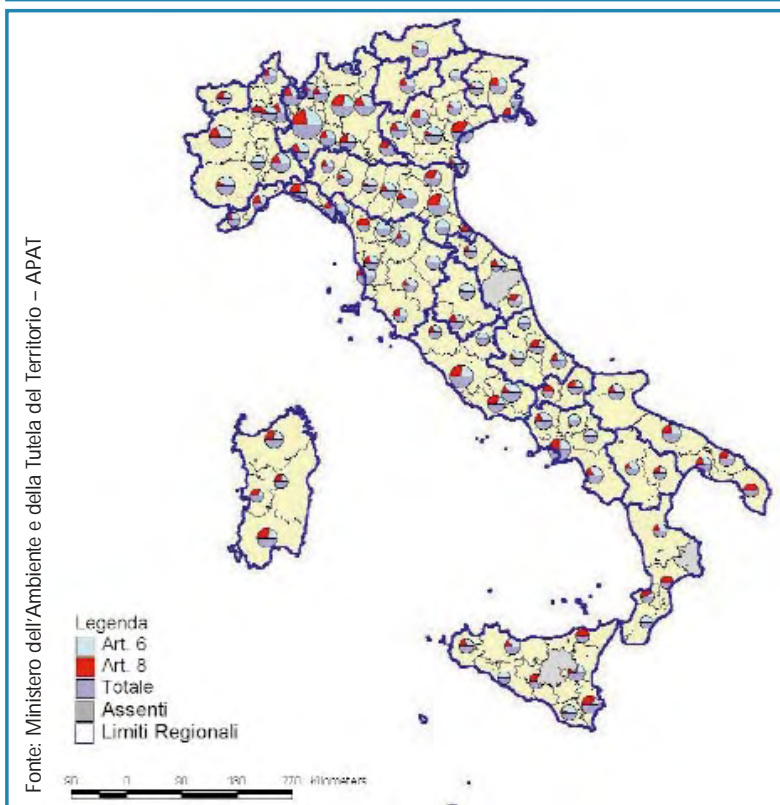 Fonte: Ministero dell'Ambiente e della Tutela del Territorio – APAT
Legenda
Art. 6
Art. 8
Totale
Assenti
Limiti Regionali
90 0 90 180 270 Kilometers